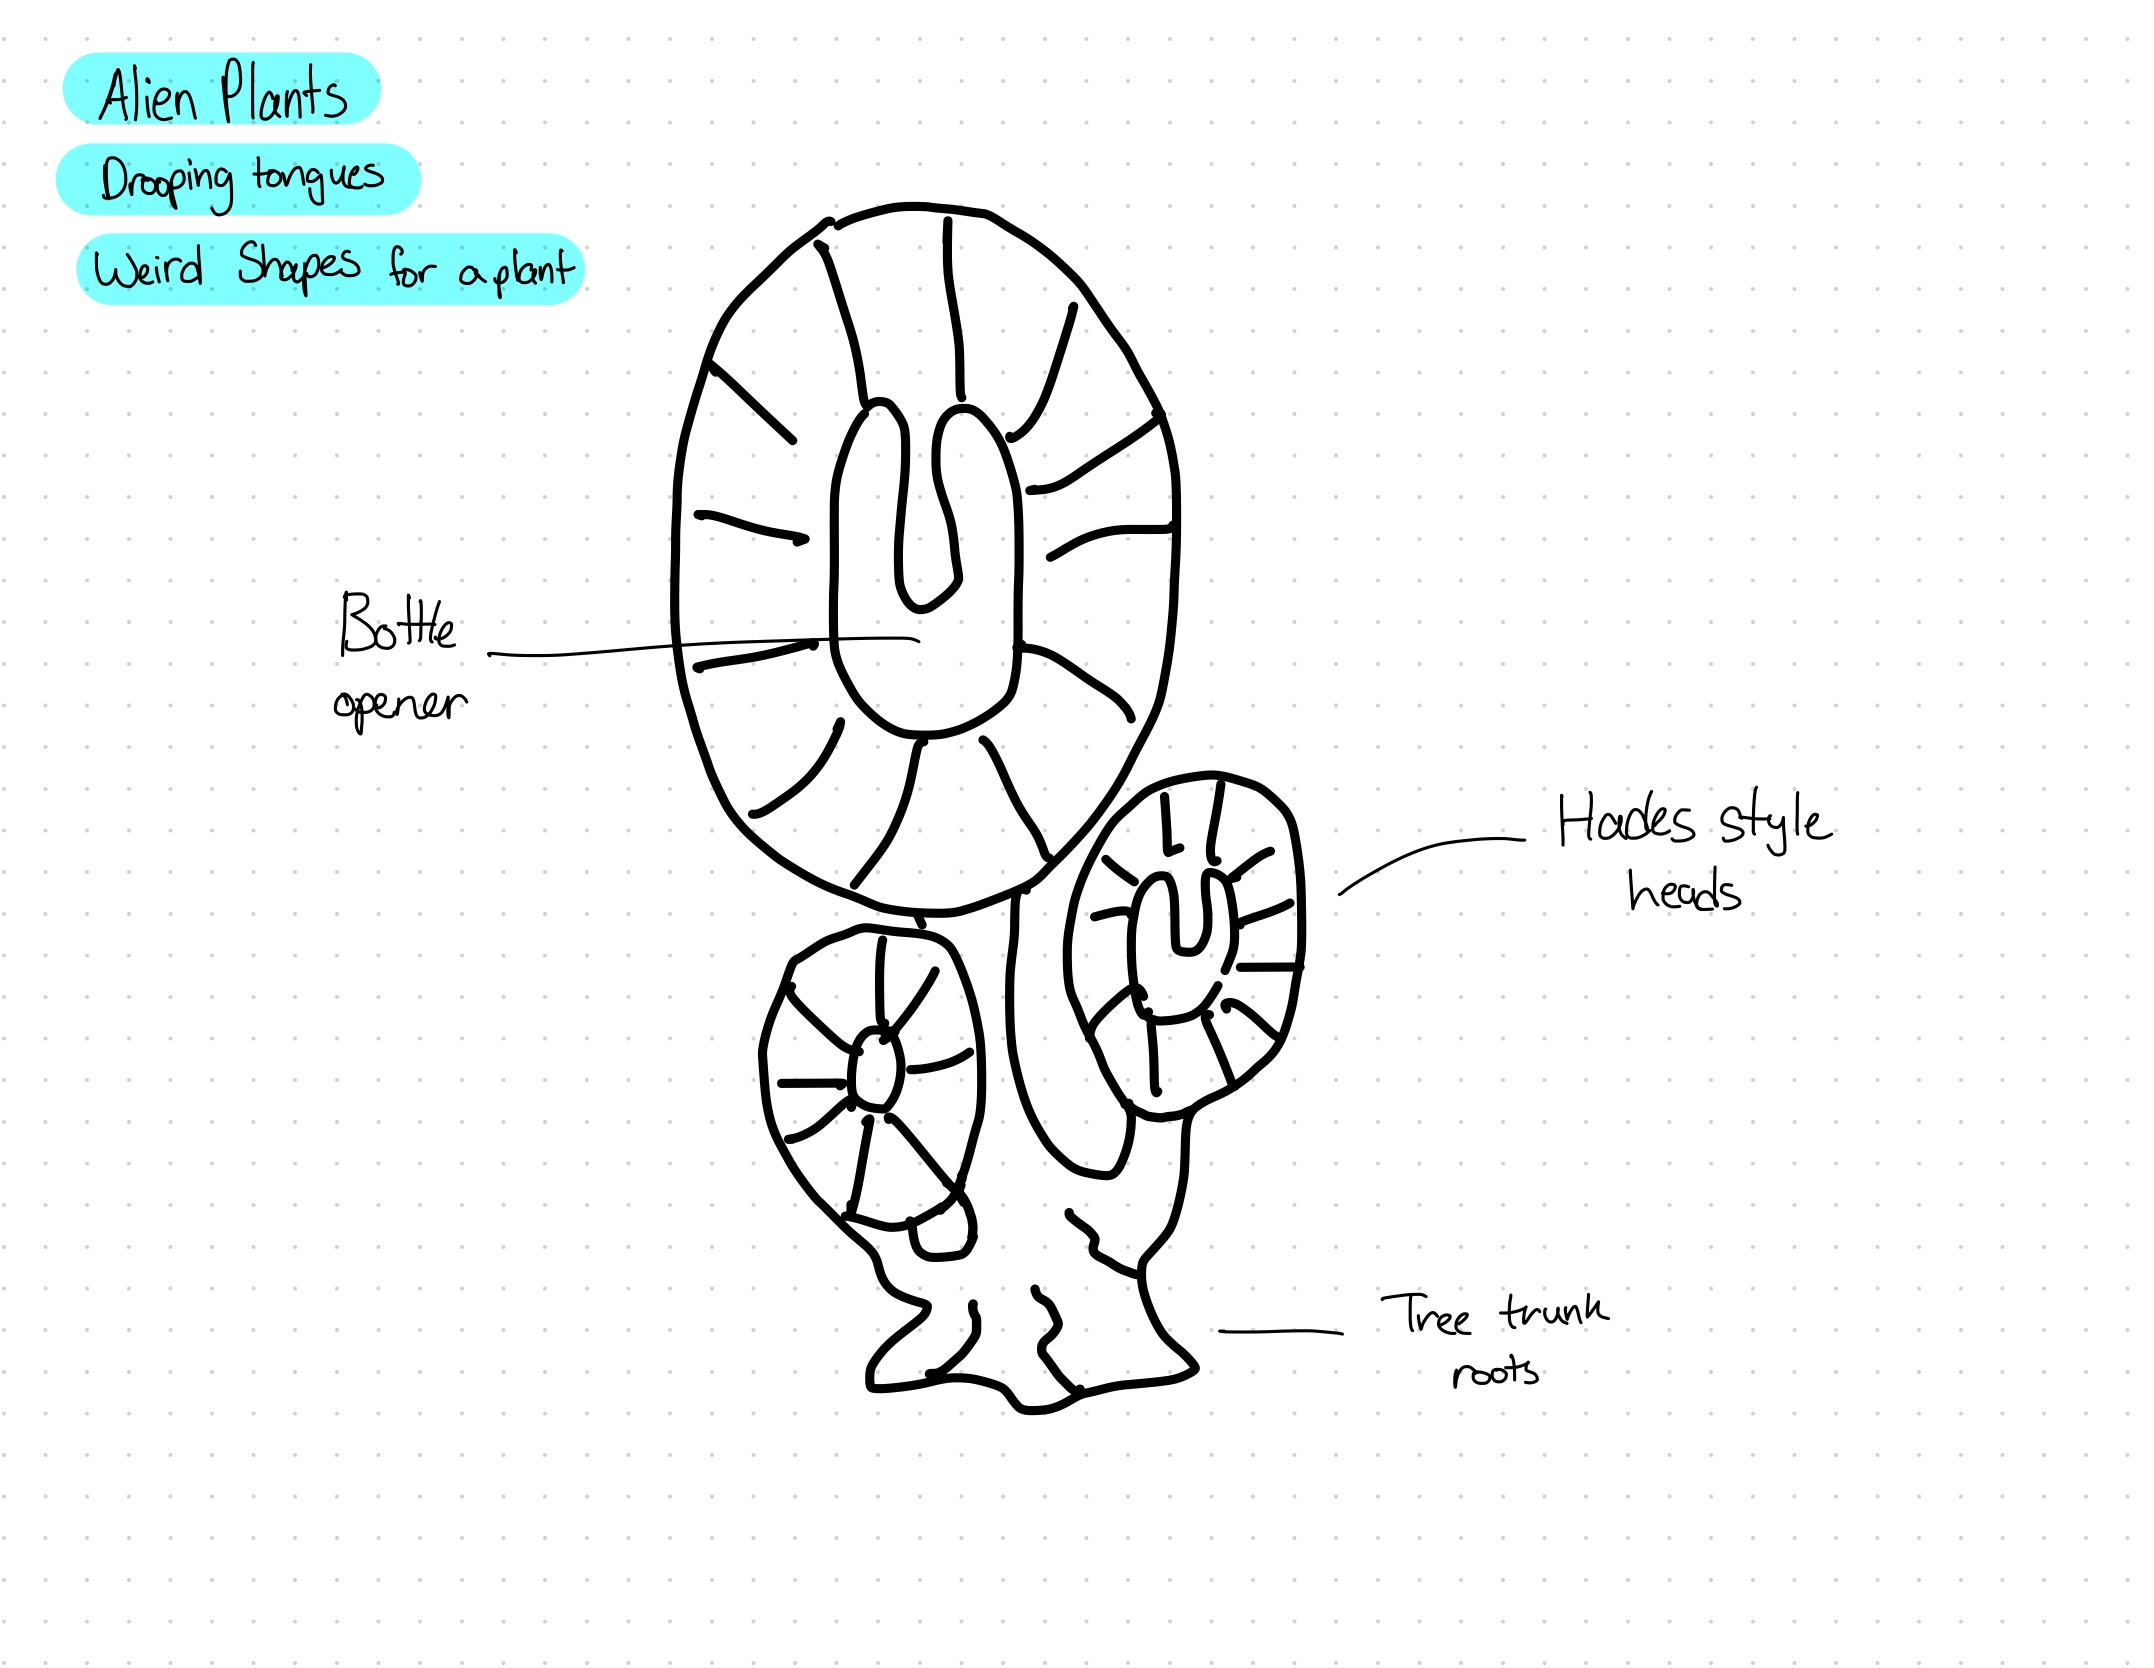 Alien Plants
Drooping tongues
Weird Shapes for a plant
Bottle
opener
Hades style
heads
Tree trunk
roots